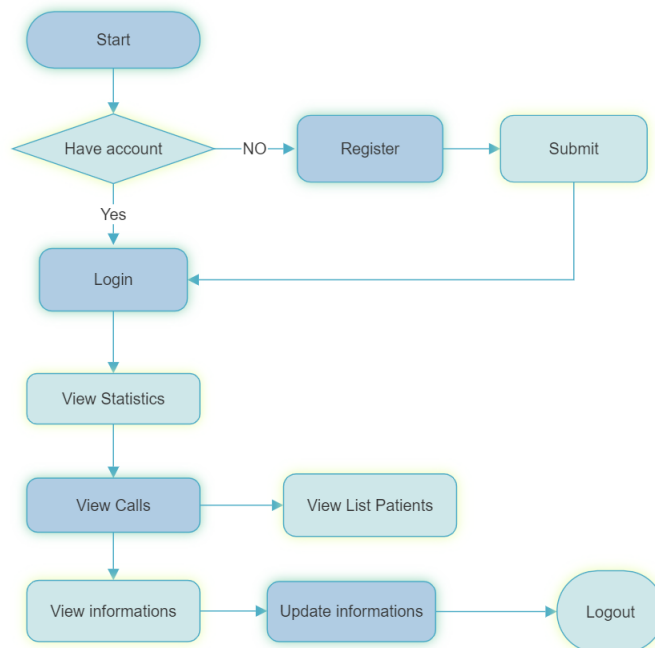 Start
Have account
NO
Register
Submit
Yes
Login
View Statistics
View Calls
View List Patients
View informations
Update informations
Logout